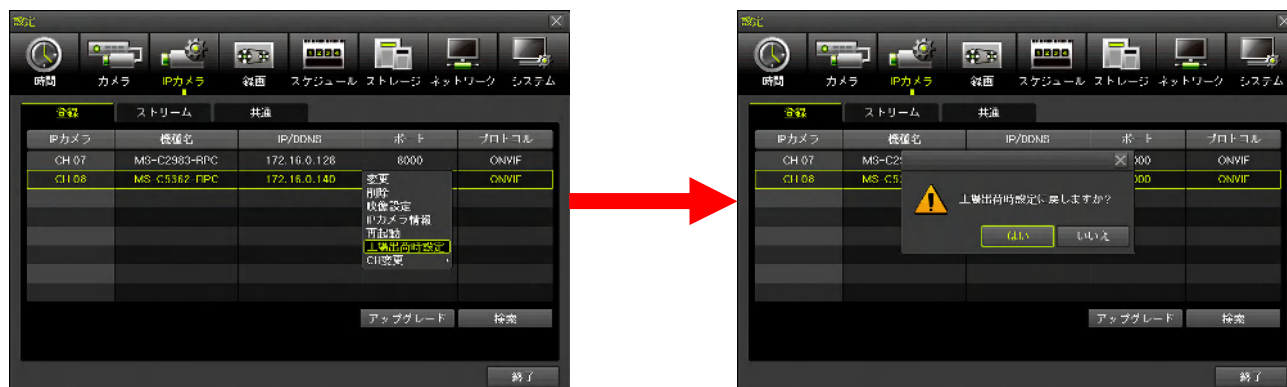 設定
時間 カメラ IPカメラ 録画 スケジュール ストレージ ネットワーク システム
登録 ストリーム 共通
IPカメラ 機種名 IP/DDNS ポート プロトコル
CH 07 MS-C2983-RPC 172.16.0.128 8000 ONVIF
CH 08 MS-C5362-RPC 172.16.0.140 ONVIF
変更
削除
映像設定
IPカメラ情報
再起動
工場出荷時設定
CH変更
アップグレード 検索
終了
設定
時間 カメラ IPカメラ 録画 スケジュール ストレージ ネットワーク システム
登録 ストリーム 共通
IPカメラ 機種名 IP/DDNS ポート プロトコル
CH 07 MS-C29 000 ONVIF
CH 08 MS-C5 000 ONVIF
工場出荷時設定に戻しますか?
はい いいえ
アップグレード 検索
終了